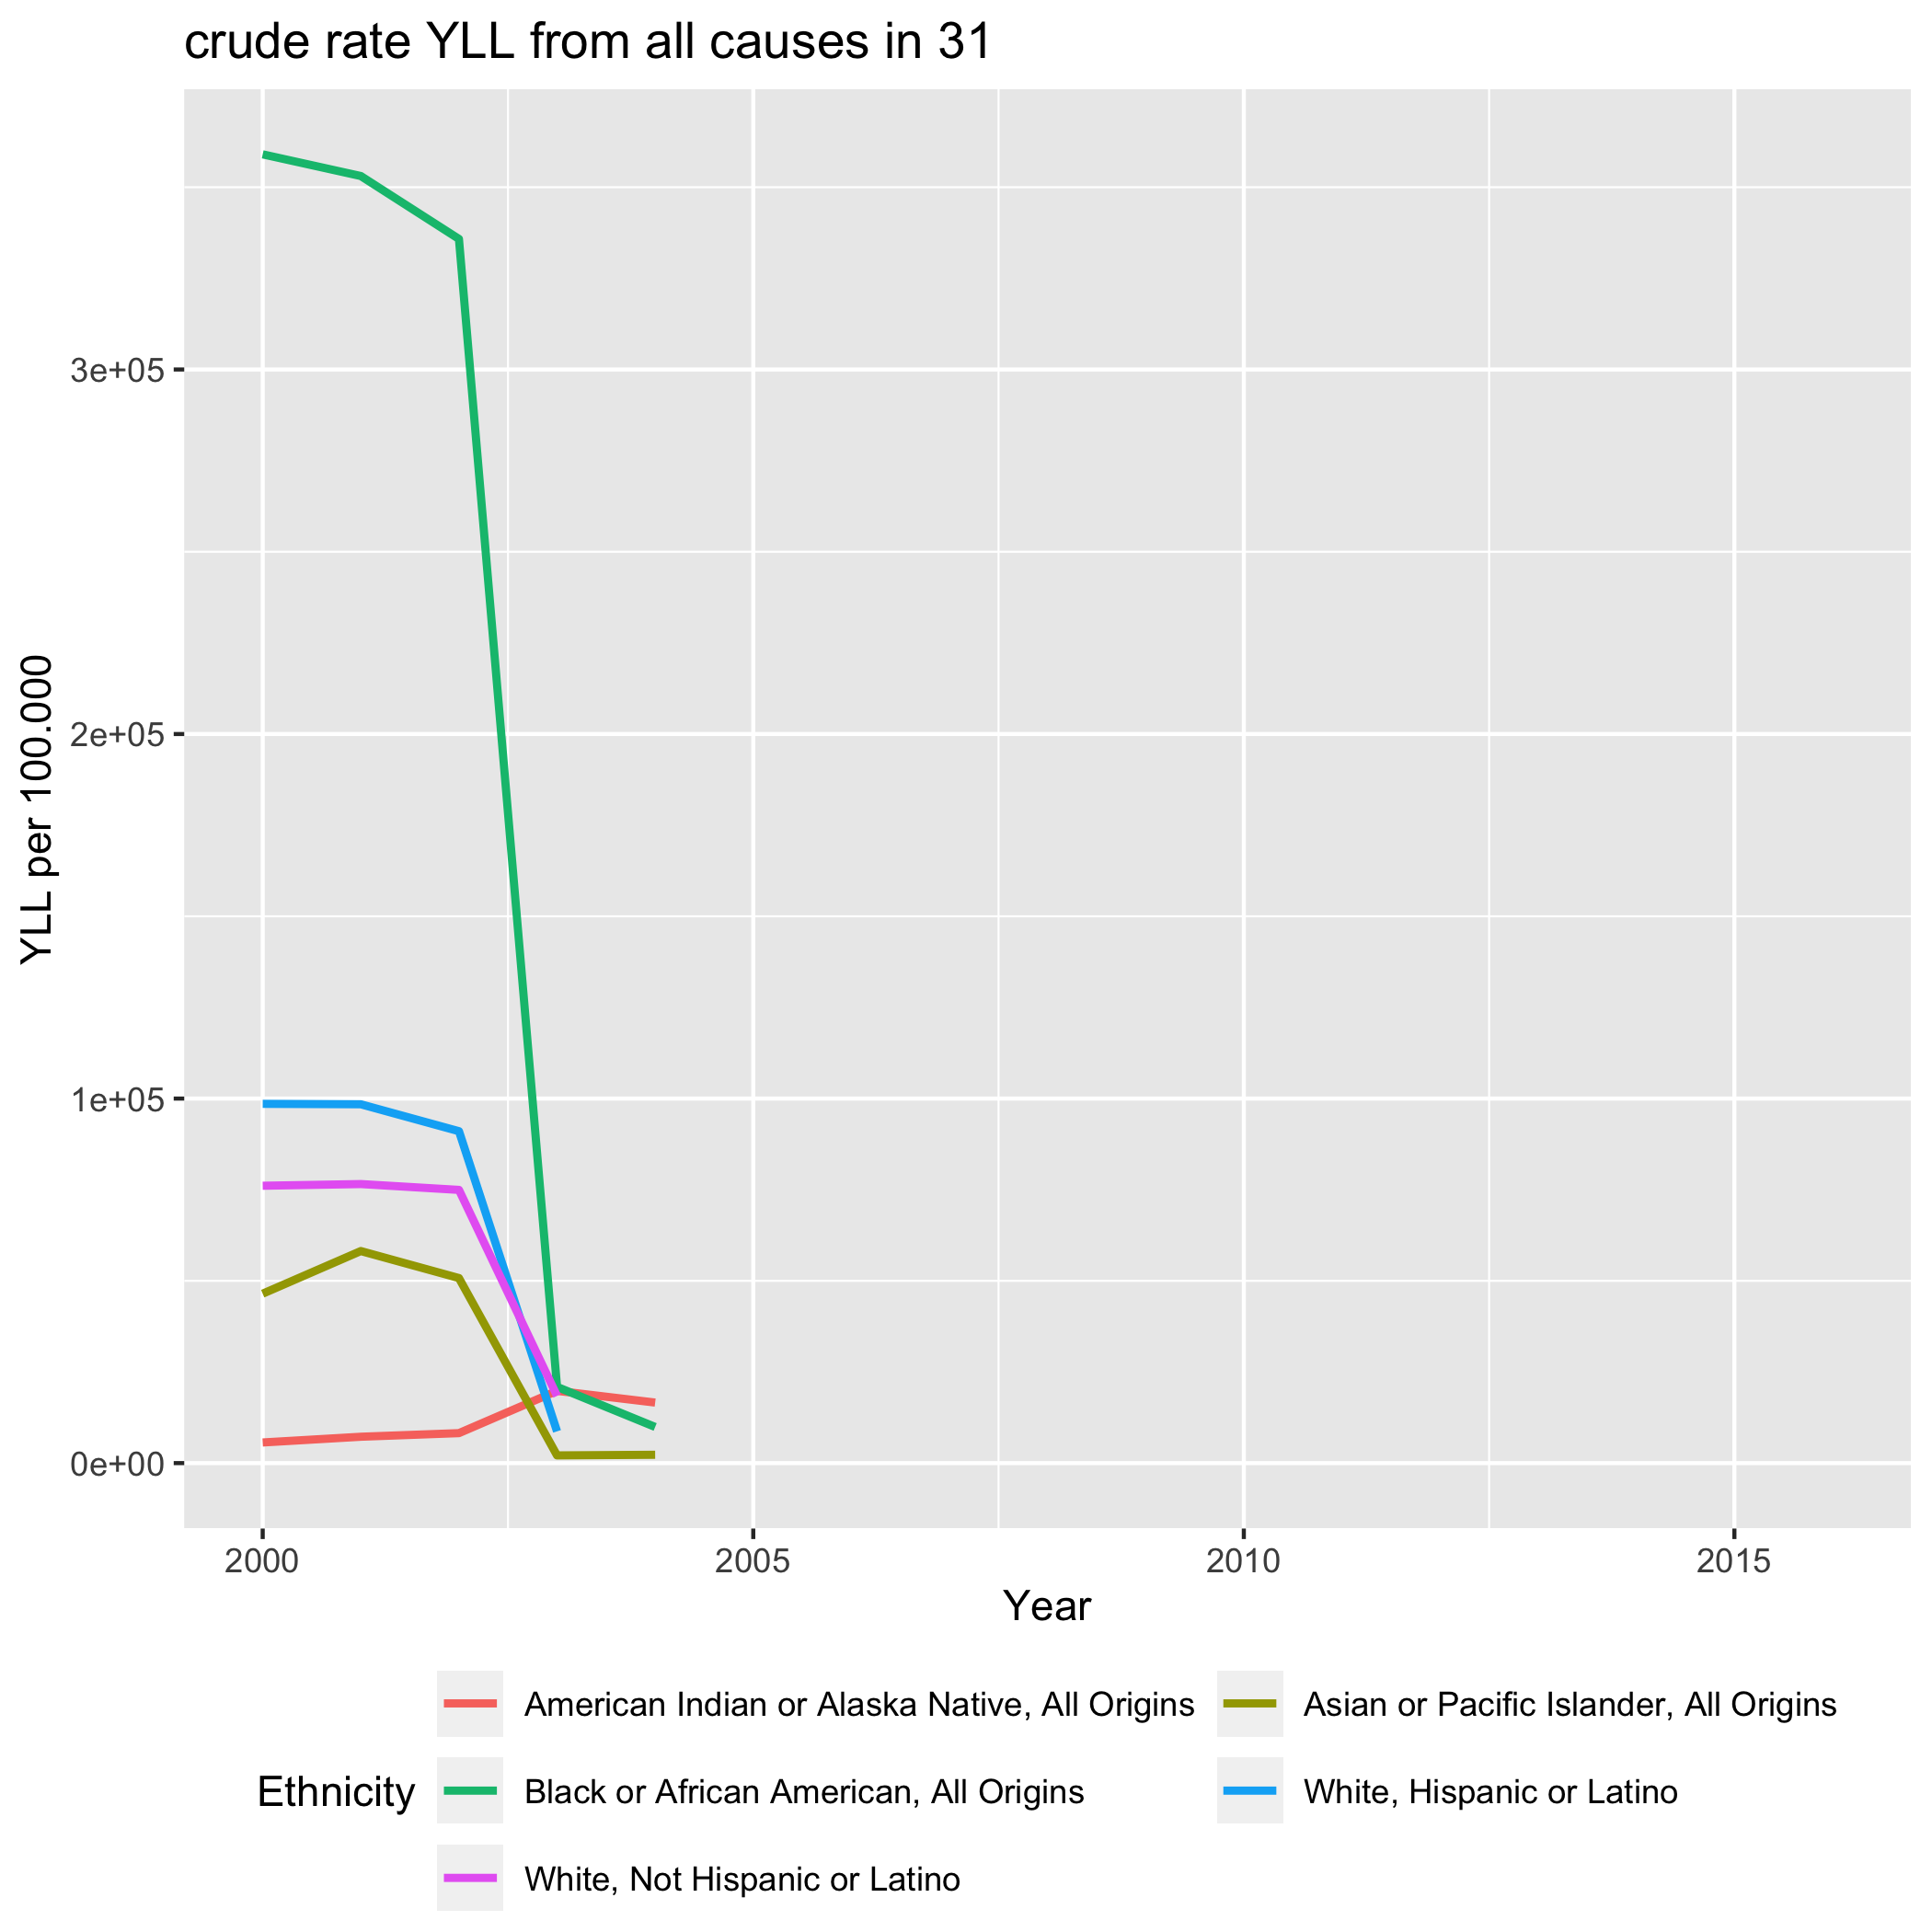 crude rate YLL from all causes in 31
YLL per 100.000
3e+05
2e+05
1e+05
0e+00
2000
2005
2010
2015
Year
Ethnicity
American Indian or Alaska Native, All Origins
Asian or Pacific Islander, All Origins
Black or African American, All Origins
White, Hispanic or Latino
White, Not Hispanic or Latino